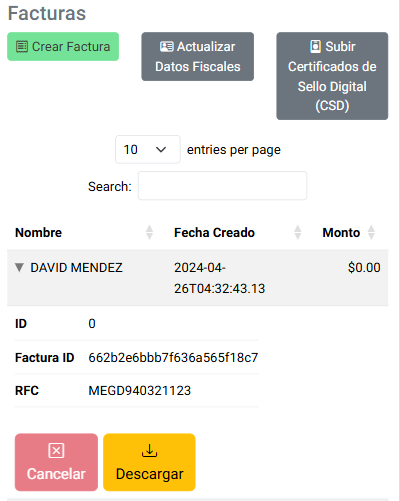 Facturas
Crear Factura
Actualizar
Datos Fiscales
Subir
Certificados de
Sello Digital
(CSD)
10 entries per page
Search:
Nombre Fecha Creado Monto
DAVID MENDEZ 2024-04-26T04:32:43.13 $0.00
ID 0
Factura ID 662b2e6bbb7f636a565f18c7
RFC MEGD940321123
Cancelar
Descargar